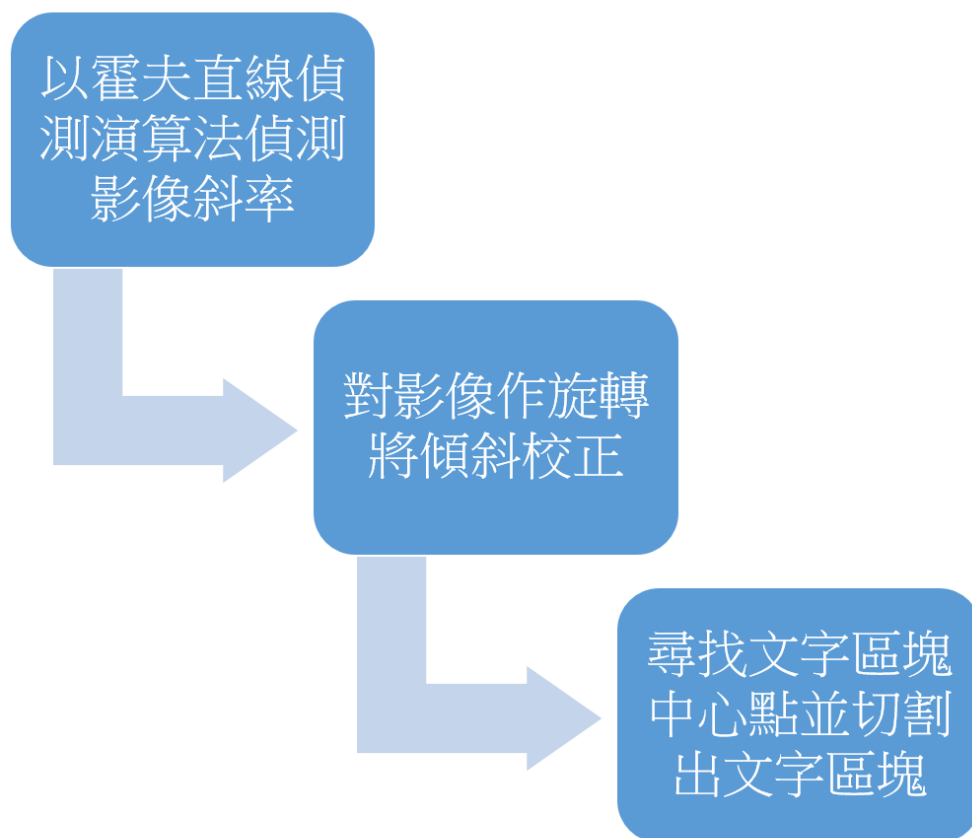 以霍夫直線偵
測演算法偵測
影像斜率
對影像作旋轉
將傾斜校正
尋找文字區塊
中心點並切割
出文字區塊